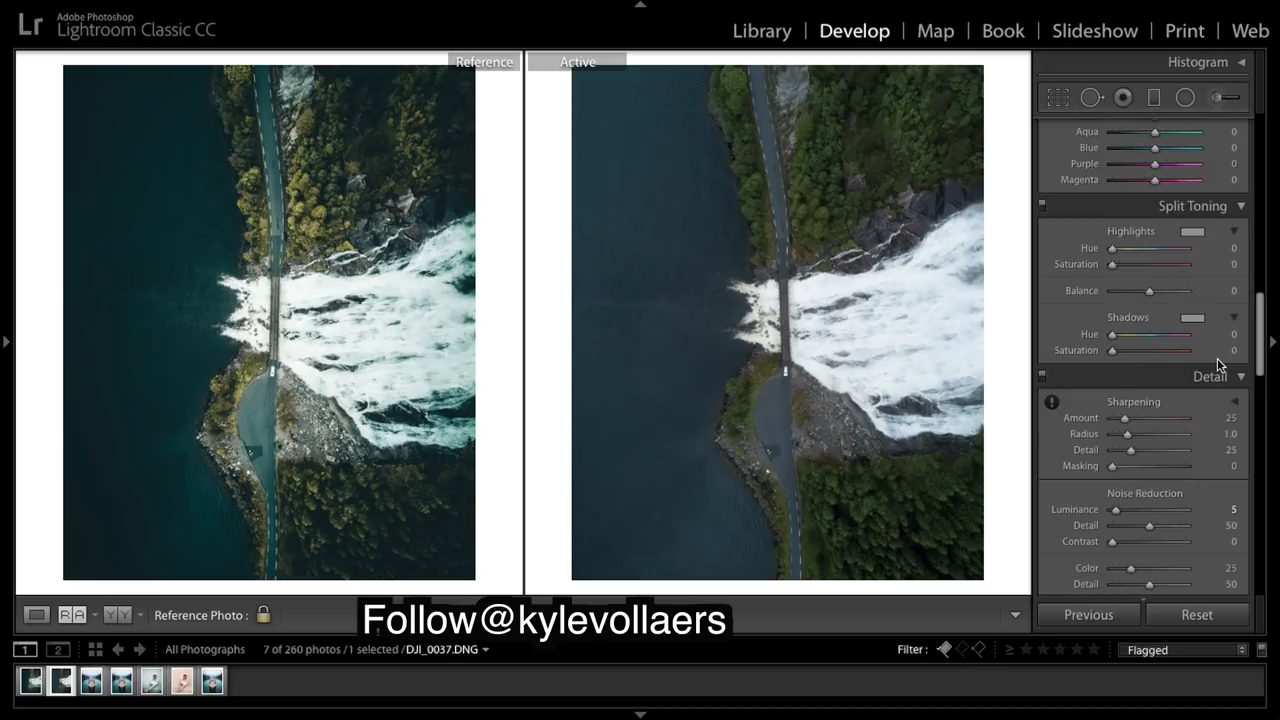 Lr
Adobe Photoshop
Lightroom Classic CC
Library | Develop | Map | Book | Slideshow | Print | Web
Reference
Active
Histogram
Aqua 0
Blue 0
Purple 0
Magenta 0
Split Toning
Highlights
Hue 0
Saturation 0
Balance 0
Shadows
Hue 0
Saturation 0
Detail
Sharpening
Amount 25
Radius 1.0
Detail 25
Masking 0
Noise Reduction
Luminance 5
Detail 50
Contrast 0
Color 25
Detail 50
R A
Y Y
Reference Photo :
Follow@kylevollaers
Previous
Reset
1
2
All Photographs
7 of 260 photos / 1 selected / DJI_0037.DNG
Filter :
≥
Flagged